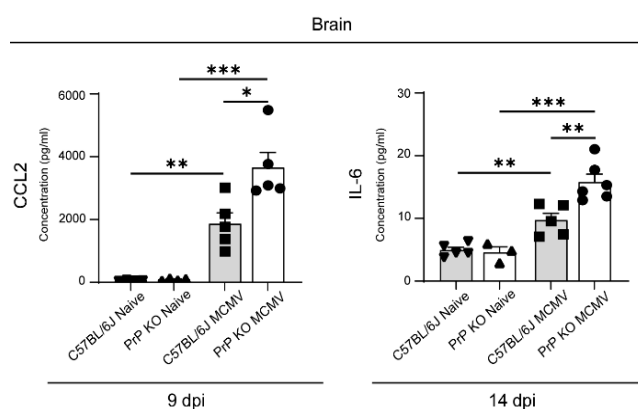 Brain
CCL2
Concentration (pg/ml)
6000
4000
2000
0
***
*
**
C57BL/6J Naive
PrP KO Naive
C57BL/6J MCMV
PrP KO MCMV
9 dpi
IL-6
Concentration (pg/ml)
30
20
10
0
***
**
**
C57BL/6J Naive
PrP KO Naive
C57BL/6J MCMV
PrP KO MCMV
14 dpi